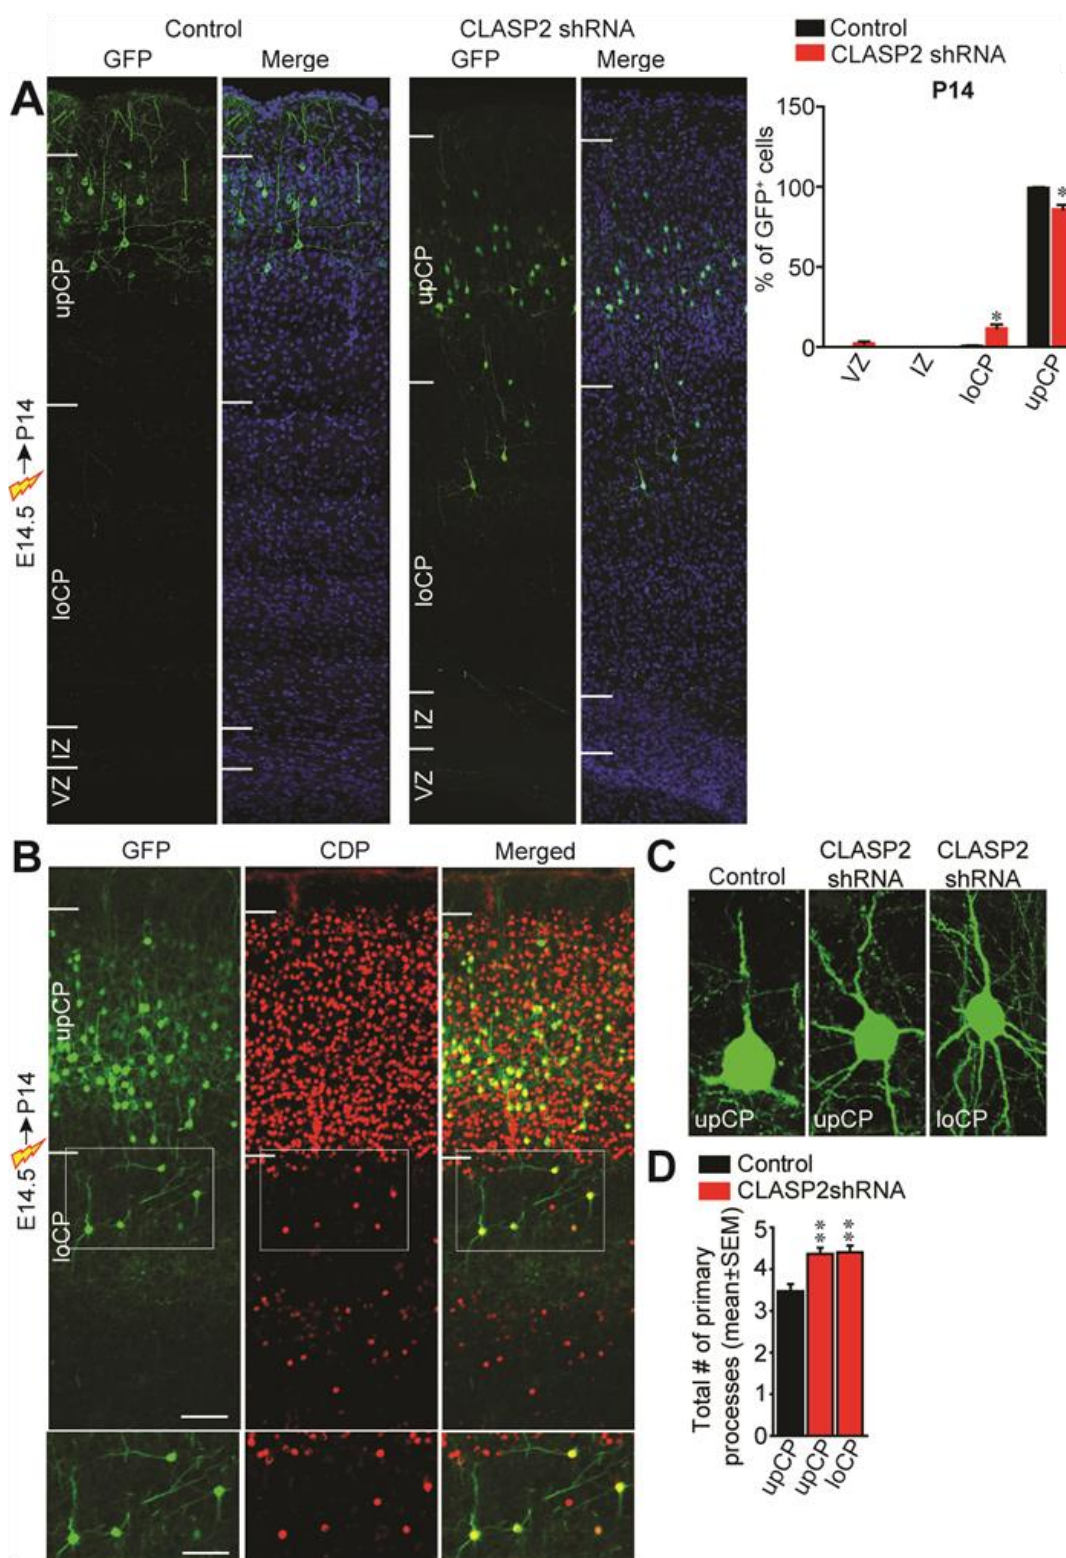 Control
CLASP2 shRNA
GFP
Merge
GFP
Merge
A
upCP
loCP
IZ
VZ
E14.5 → P14
upCP
loCP
IZ
VZ
Control
CLASP2 shRNA
P14
% of GFP+ cells
150
100
50
0
*
*
VZ
IZ
loCP
upCP
B
GFP
CDP
Merged
upCP
loCP
E14.5 → P14
C
Control
CLASP2
shRNA
CLASP2
shRNA
upCP
upCP
loCP
D
Control
CLASP2shRNA
Total # of primary
processes (mean±SEM)
5
4
3
2
1
0
**
**
upCP
upCP
loCP